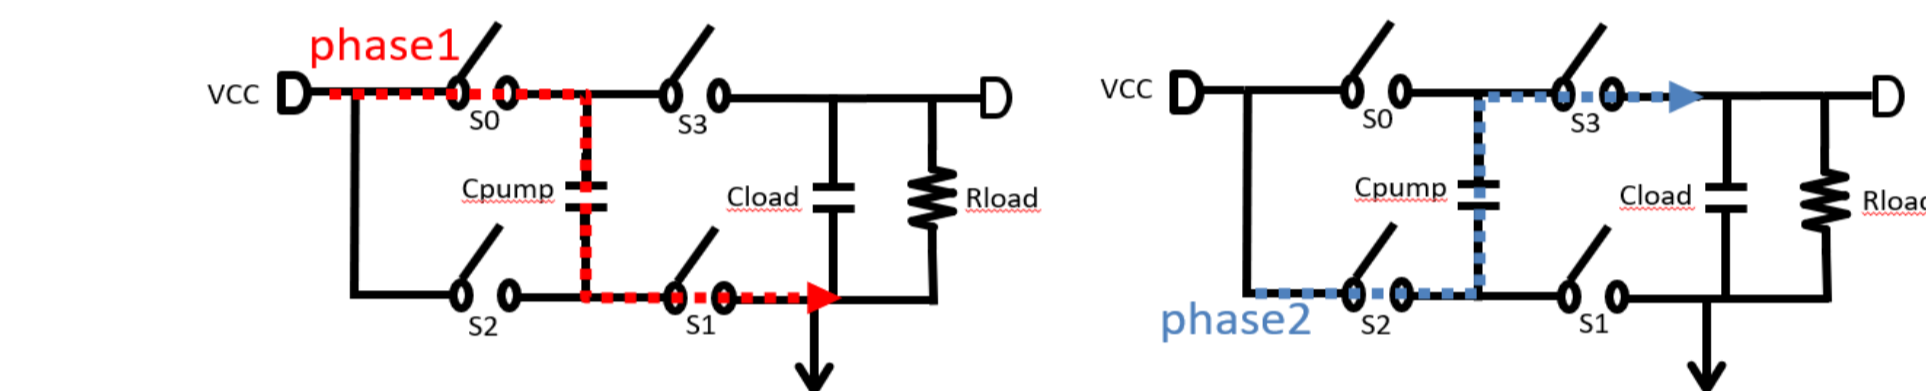 phase1
VCC
S0
S3
Cpump
Cload
Rload
S2
S1
VCC
S0
S3
Cpump
Cload
Rload
phase2
S2
S1